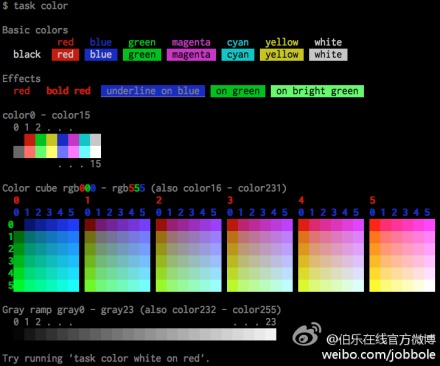 $ task color
Basic colors
red blue green magenta cyan yellow white
black red blue green magenta cyan yellow white
Effects
red bold red underline on blue on green on bright green
color0 - color15
0 1 2 . . .
. . . 15
Color cube rgb000 - rgb555 (also color16 - color231)
0 1 2 3 4 5
0 1 2 3 4 5 0 1 2 3 4 5 0 1 2 3 4 5 0 1 2 3 4 5 0 1 2 3 4 5 0 1 2 3 4 5
0
1
2
3
4
5
Gray ramp gray0 - gray23 (also color232 - color255)
0 1 2 . . . . . . 23
Try running 'task color white on red'.
@伯乐在线官方微博
weibo.com/jobbole